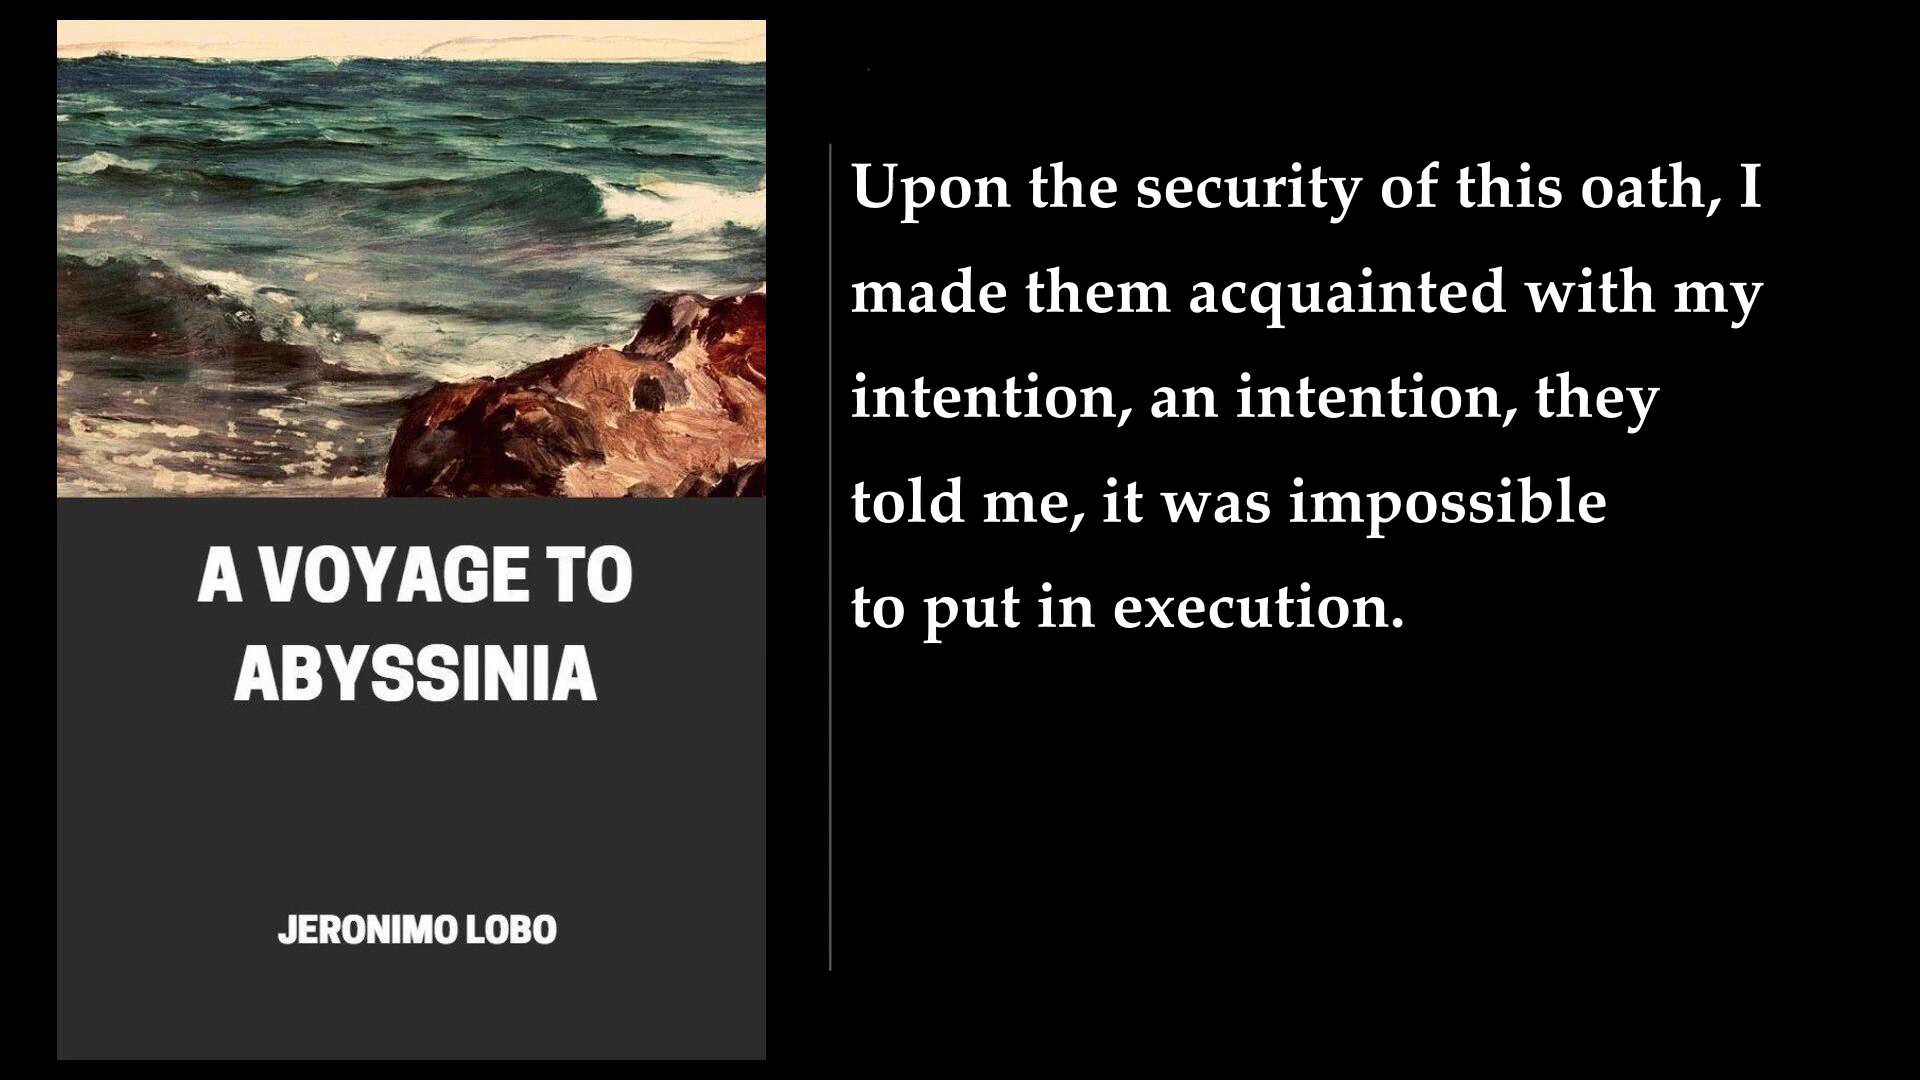 A VOYAGE TO
ABYSSINIA
JERONIMO LOBO
Upon the security of this oath, I
made them acquainted with my
intention, an intention, they
told me, it was impossible
to put in execution.